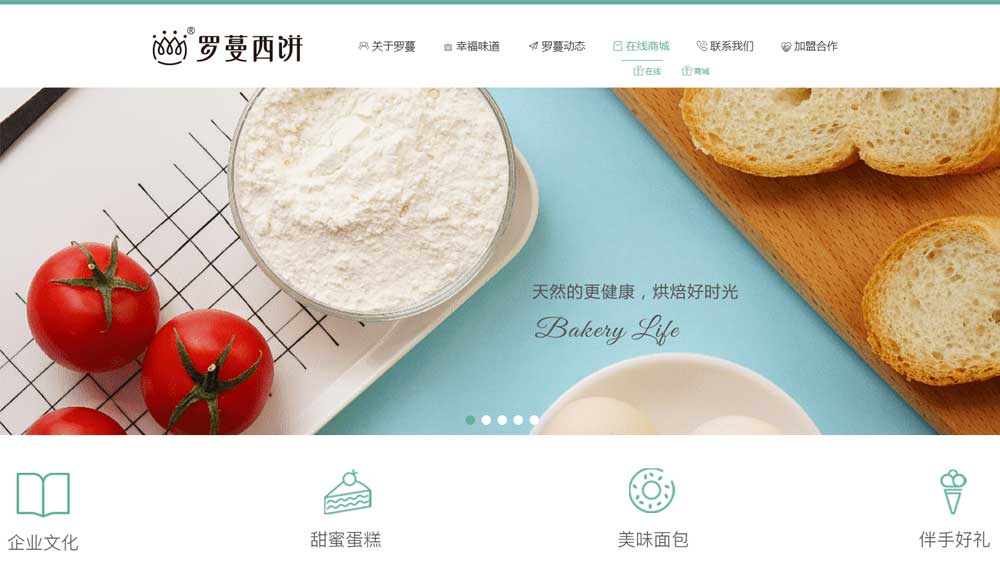 罗蔓西饼®
关于罗蔓 幸福味道 罗蔓动态 在线商城 联系我们 加盟合作
在线 商城
天然的更健康，烘焙好时光
Bakery Life
企业文化 甜蜜蛋糕 美味面包 伴手好礼